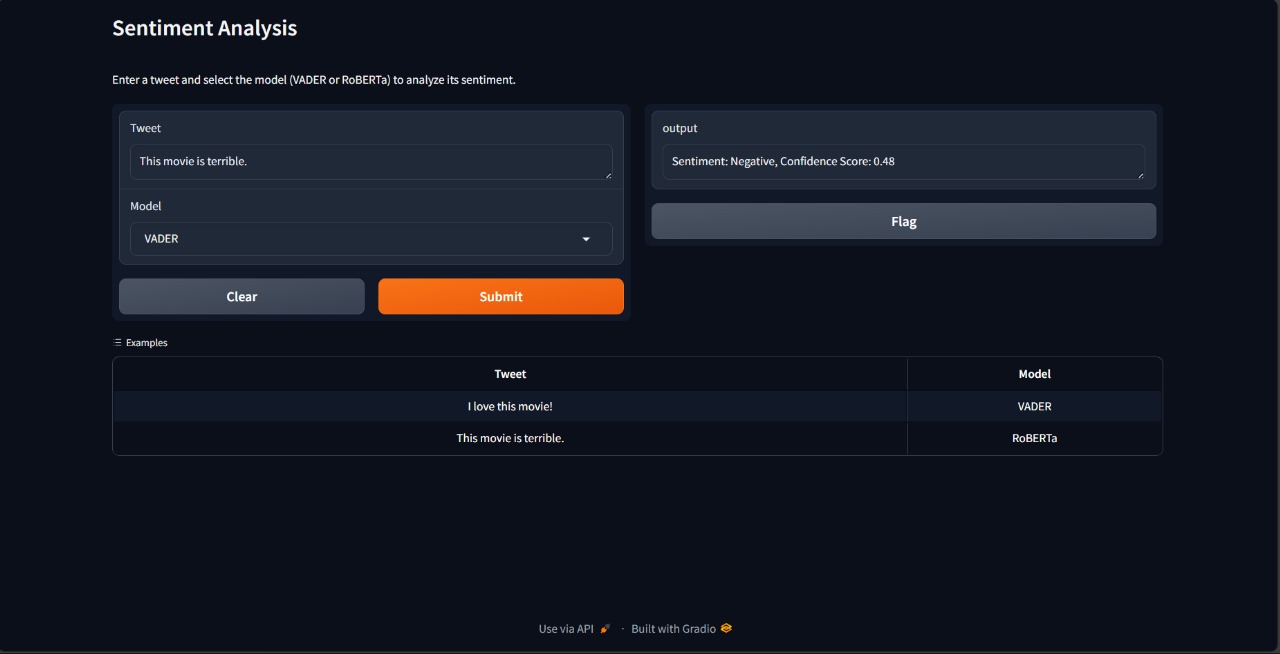 Sentiment Analysis
Enter a tweet and select the model (VADER or RoBERTa) to analyze its sentiment.
Tweet
This movie is terrible.
Model
VADER
Clear
Submit
output
Sentiment: Negative, Confidence Score: 0.48
Flag
Examples
Tweet Model
I love this movie! VADER
This movie is terrible. RoBERTa
Use via API · Built with Gradio